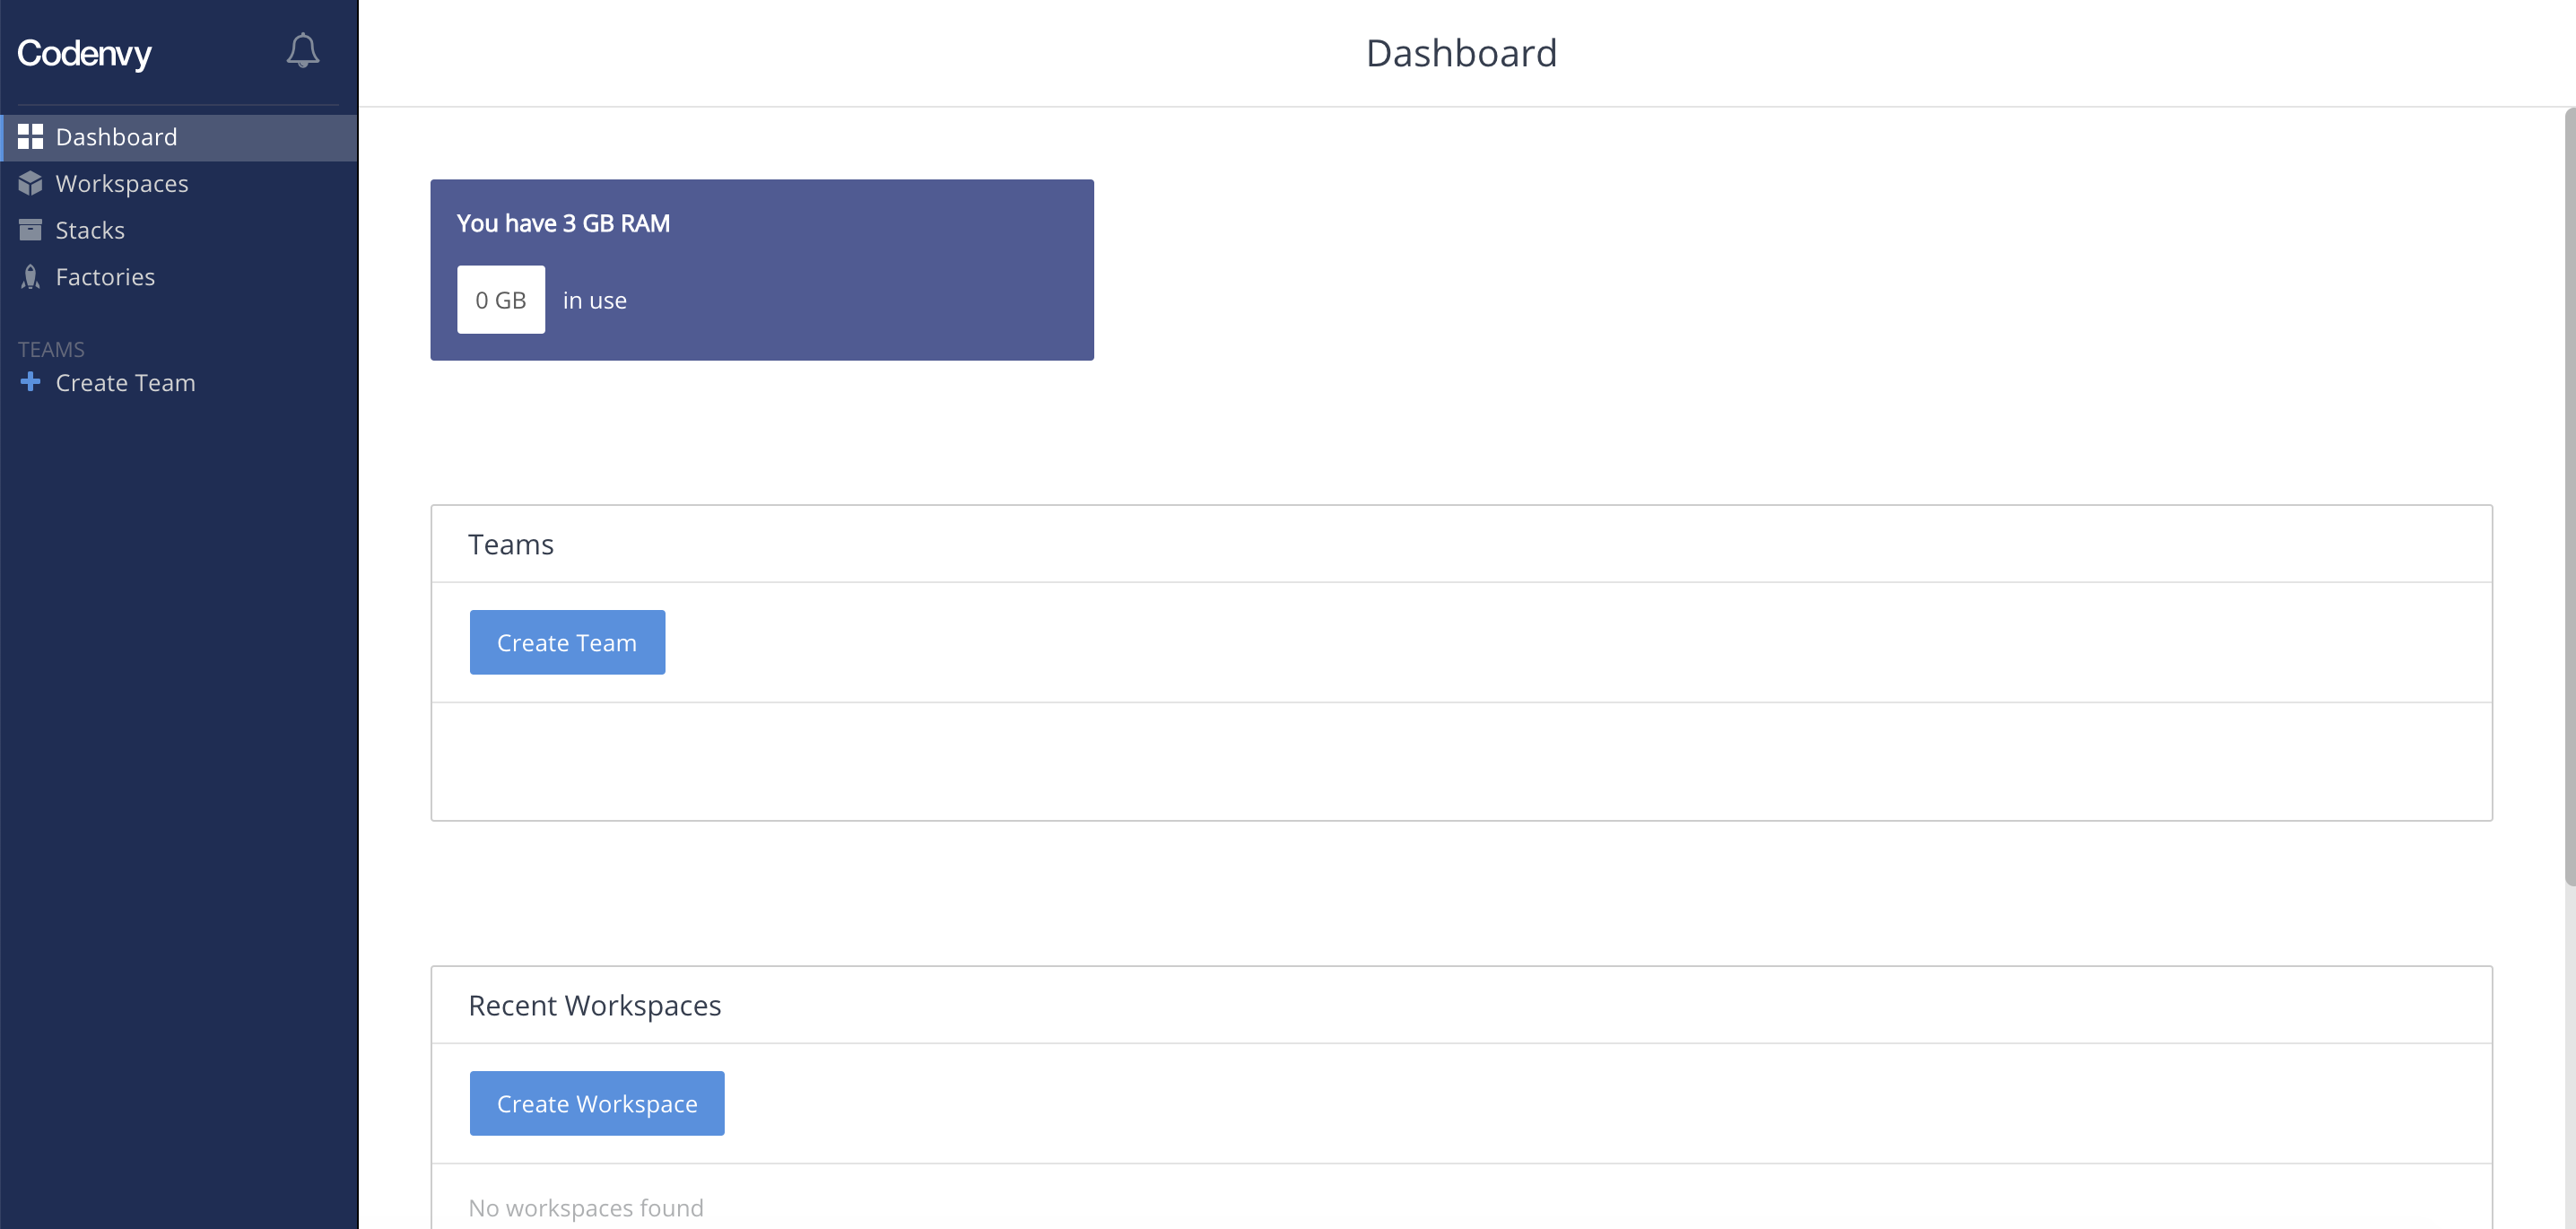 Codenvy
Dashboard
Workspaces
Stacks
Factories
TEAMS
Create Team
Dashboard
You have 3 GB RAM
0 GB in use
Teams
Create Team
Recent Workspaces
Create Workspace
No workspaces found